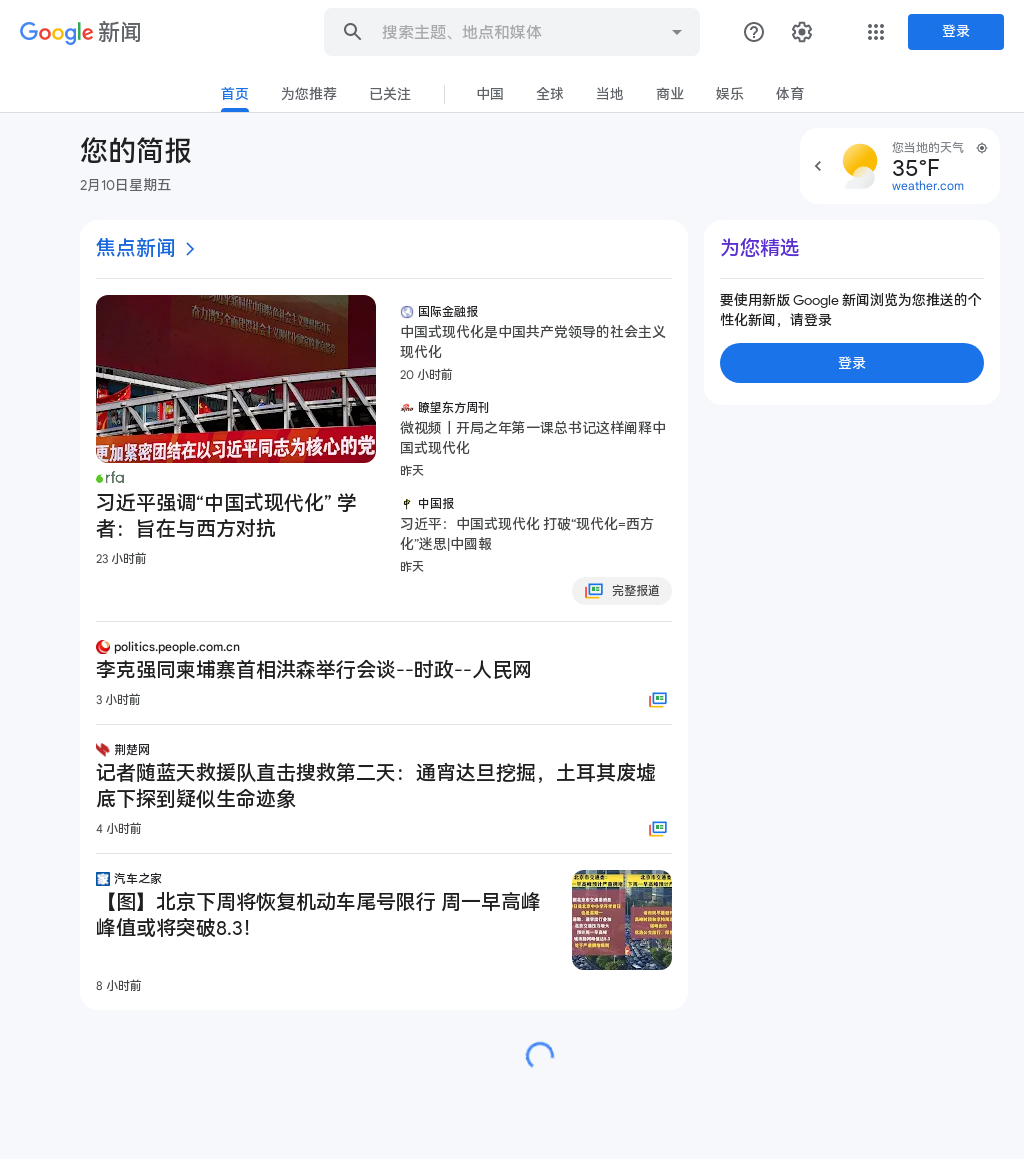 Google 新闻
搜索主题、地点和媒体
登录
首页
为您推荐
已关注
中国
全球
当地
商业
娱乐
体育
您的简报
2月10日星期五
您当地的天气
35°F
weather.com
焦点新闻
更加紧密团结在以习近平同志为核心的党
rfa
习近平强调“中国式现代化” 学
者：旨在与西方对抗
23 小时前
国际金融报
中国式现代化是中国共产党领导的社会主义
现代化
20 小时前
瞭望东方周刊
微视频丨开局之年第一课总书记这样阐释中
国式现代化
昨天
中国报
习近平：中国式现代化 打破“现代化=西方
化”迷思|中國報
昨天
完整报道
politics.people.com.cn
李克强同柬埔寨首相洪森举行会谈--时政--人民网
3 小时前
荆楚网
记者随蓝天救援队直击搜救第二天：通宵达旦挖掘，土耳其废墟
底下探到疑似生命迹象
4 小时前
汽车之家
【图】北京下周将恢复机动车尾号限行 周一早高峰
峰值或将突破8.3！
8 小时前
为您精选
要使用新版 Google 新闻浏览为您推送的个
性化新闻，请登录
登录